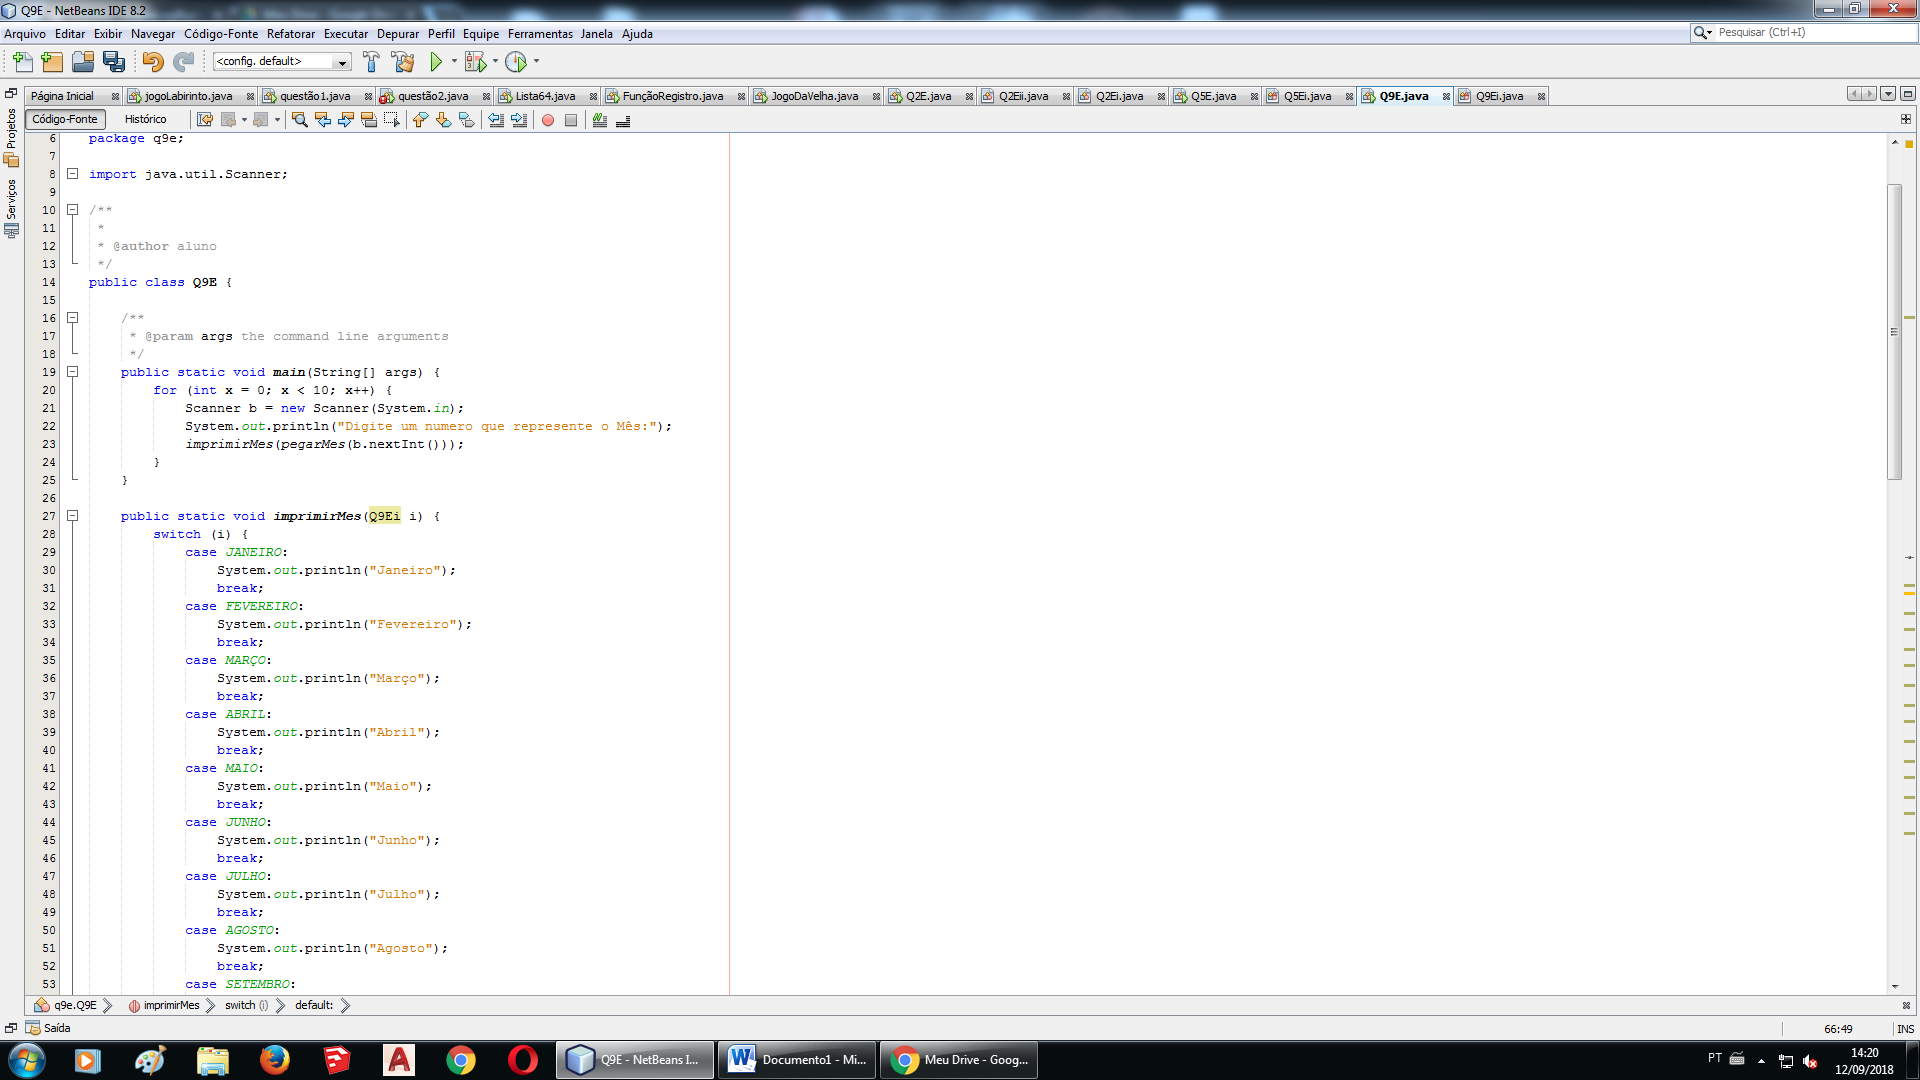 Q9E - NetBeans IDE 8.2
Arquivo Editar Exibir Navegar Código-Fonte Refatorar Executar Depurar Perfil Equipe Ferramentas Janela Ajuda
Pesquisar (Ctrl+I)
<config. default>
Página Inicial jogoLabirinto.java questão1.java questão2.java Lista64.java FunçãoRegistro.java JogoDaVelha.java Q2E.java Q2Eii.java Q2Ei.java Q5E.java Q5Ei.java Q9E.java Q9Ei.java
Código-Fonte Histórico
Projetos
Serviços
6 package q9e;
7
8 import java.util.Scanner;
9
10 /**
11 *
12 * @author aluno
13 */
14 public class Q9E {
15
16 /**
17 * @param args the command line arguments
18 */
19 public static void main(String[] args) {
20 for (int x = 0; x < 10; x++) {
21 Scanner b = new Scanner(System.in);
22 System.out.println("Digite um numero que represente o Mês:");
23 imprimirMes(pegarMes(b.nextInt()));
24 }
25 }
26
27 public static void imprimirMes(Q9Ei i) {
28 switch (i) {
29 case JANEIRO:
30 System.out.println("Janeiro");
31 break;
32 case FEVEREIRO:
33 System.out.println("Fevereiro");
34 break;
35 case MARÇO:
36 System.out.println("Março");
37 break;
38 case ABRIL:
39 System.out.println("Abril");
40 break;
41 case MAIO:
42 System.out.println("Maio");
43 break;
44 case JUNHO:
45 System.out.println("Junho");
46 break;
47 case JULHO:
48 System.out.println("Julho");
49 break;
50 case AGOSTO:
51 System.out.println("Agosto");
52 break;
53 case SETEMBRO:
q9e.Q9E imprimirMes switch (i) default:
Saída
66:49 INS
Q9E - NetBeans I... Documento1 - Mi... Meu Drive - Goog...
PT
14:20
12/09/2018